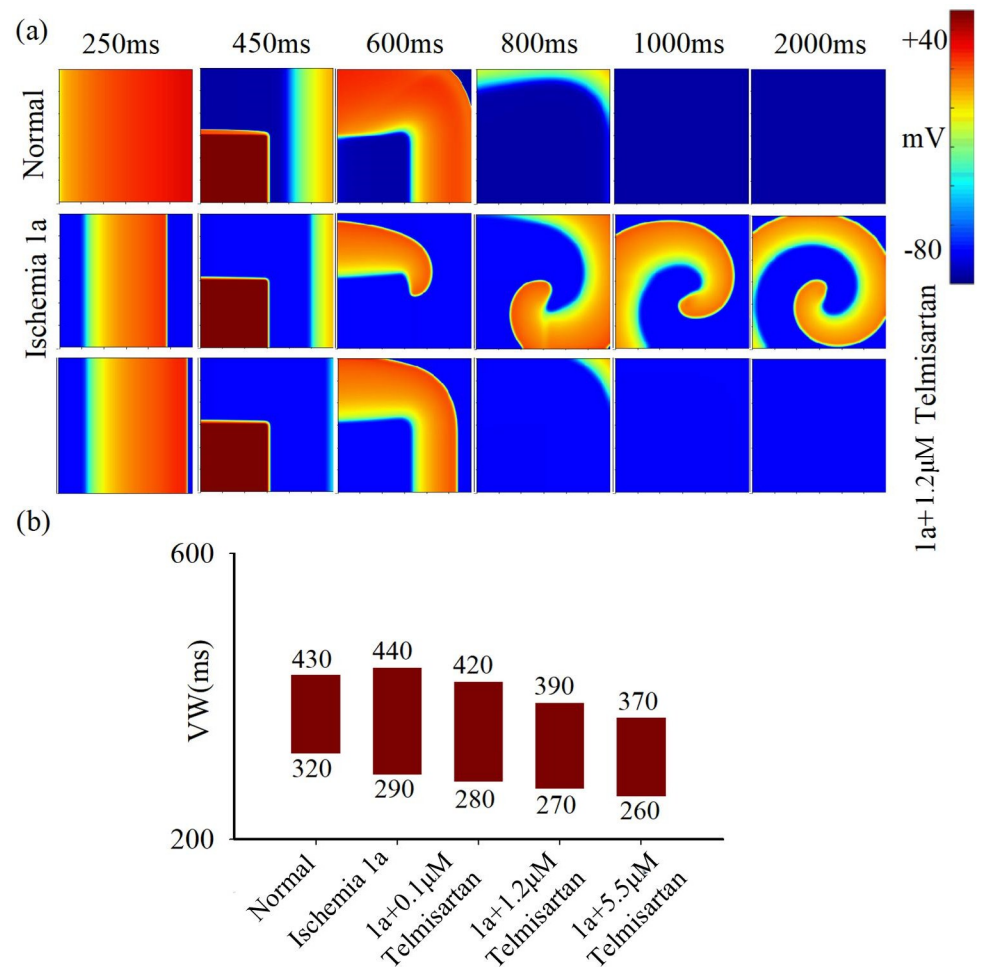 (a)
250ms 450ms 600ms 800ms 1000ms 2000ms
+40
mV
-80
Normal
Ischemia 1a
1a+1.2μM Telmisartan
(b)
600
VW(ms)
200
430
320
440
290
420
280
390
270
370
260
Normal
Ischemia 1a
1a+0.1μM
Telmisartan
1a+1.2μM
Telmisartan
1a+5.5μM
Telmisartan